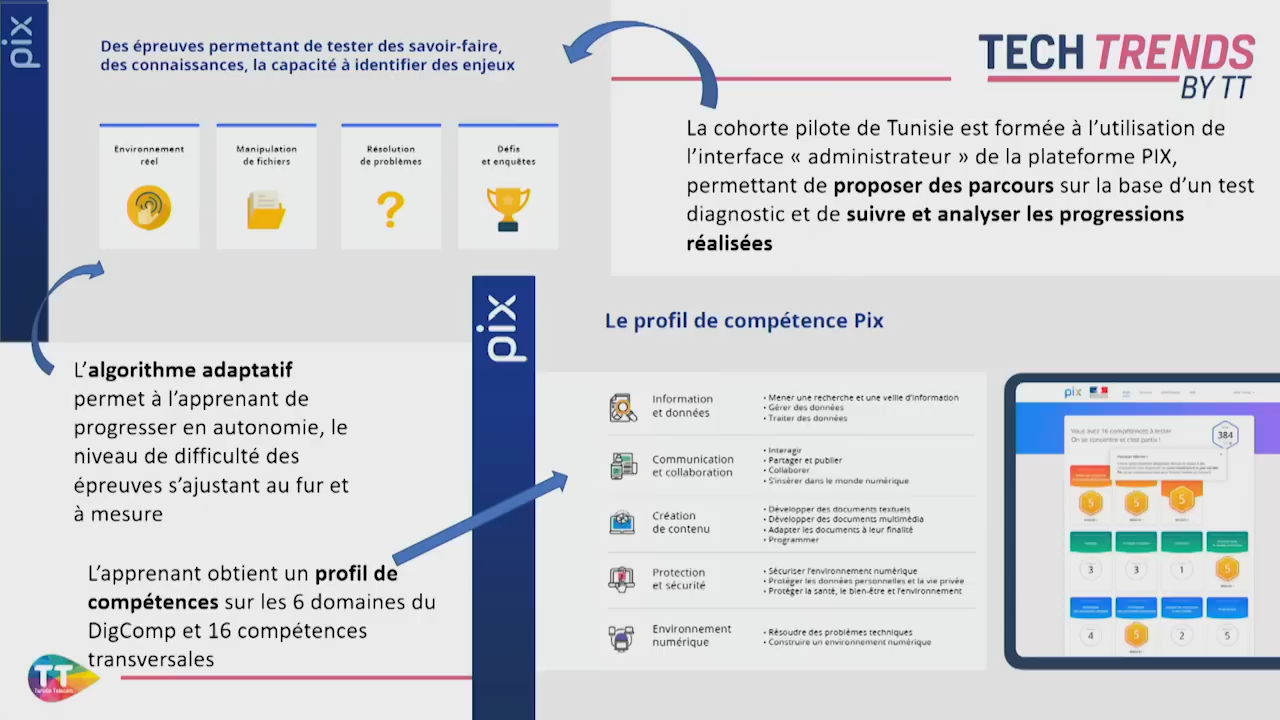 pix
Des épreuves permettant de tester des savoir-faire,
des connaissances, la capacité à identifier des enjeux
Environnement
réel
Manipulation
de fichiers
Résolution
de problèmes
Défis
et enquêtes
TECH TRENDS
BY TT
La cohorte pilote de Tunisie est formée à l'utilisation de
l'interface « administrateur » de la plateforme PIX,
permettant de proposer des parcours sur la base d'un test
diagnostic et de suivre et analyser les progressions
réalisées
L'algorithme adaptatif
permet à l'apprenant de
progresser en autonomie, le
niveau de difficulté des
épreuves s'ajustant au fur et
à mesure
L'apprenant obtient un profil de
compétences sur les 6 domaines du
DigComp et 16 compétences
transversales
TT
Tunisie Telecom
pix
Le profil de compétence Pix
Information
et données
• Mener une recherche et une veille d'information
• Gérer des données
• Traiter des données
Communication
et collaboration
• Interagir
• Partager et publier
• Collaborer
• S'insérer dans le monde numérique
Création
de contenu
• Développer des documents textuels
• Développer des documents multimédia
• Adapter les documents à leur finalité
• Programmer
Protection
et sécurité
• Sécuriser l'environnement numérique
• Protéger les données personnelles et la vie privée
• Protéger la santé, le bien-être et l'environnement
Environnement
numérique
• Résoudre des problèmes techniques
• Construire un environnement numérique
pix
Vous avez 16 compétences à tester
On se concentre et c'est parti !
384
5 5 5
3 3 1 5
4 5 2 5